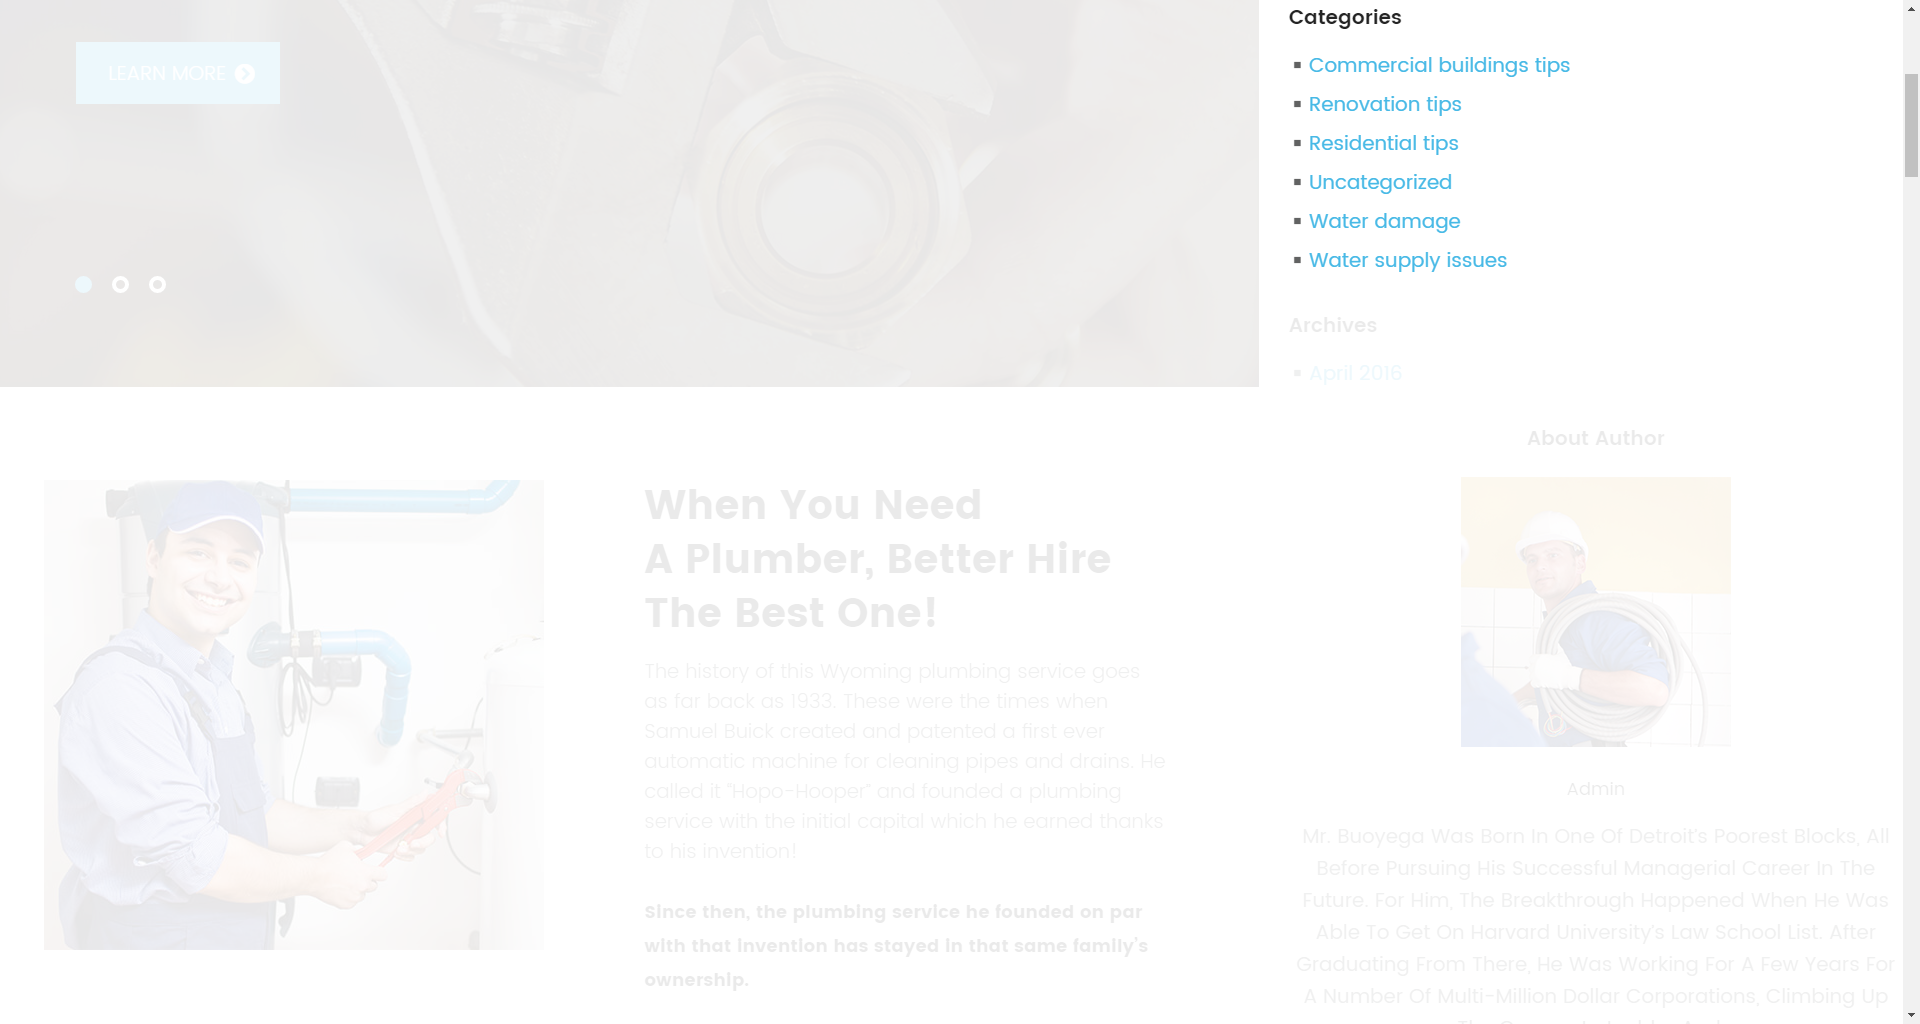 LEARN MORE
When You Need
A Plumber, Better Hire
The Best One!
The history of this Wyoming plumbing service goes
as far back as 1933. These were the times when
Samuel Buick created and patented a first ever
automatic machine for cleaning pipes and drains. He
called it "Hopo-Hooper" and founded a plumbing
service with the initial capital which he earned thanks
to his invention!
Since then, the plumbing service he founded on par
with that invention has stayed in that same family's
ownership.
Categories
Commercial buildings tips
Renovation tips
Residential tips
Uncategorized
Water damage
Water supply issues
Archives
April 2016
About Author
Admin
Mr. Buoyega Was Born In One Of Detroit's Poorest Blocks, All
Before Pursuing His Successful Managerial Career In The
Future. For Him, The Breakthrough Happened When He Was
Able To Get On Harvard University's Law School List. After
Graduating From There, He Was Working For A Few Years For
A Number Of Multi-Million Dollar Corporations, Climbing Up